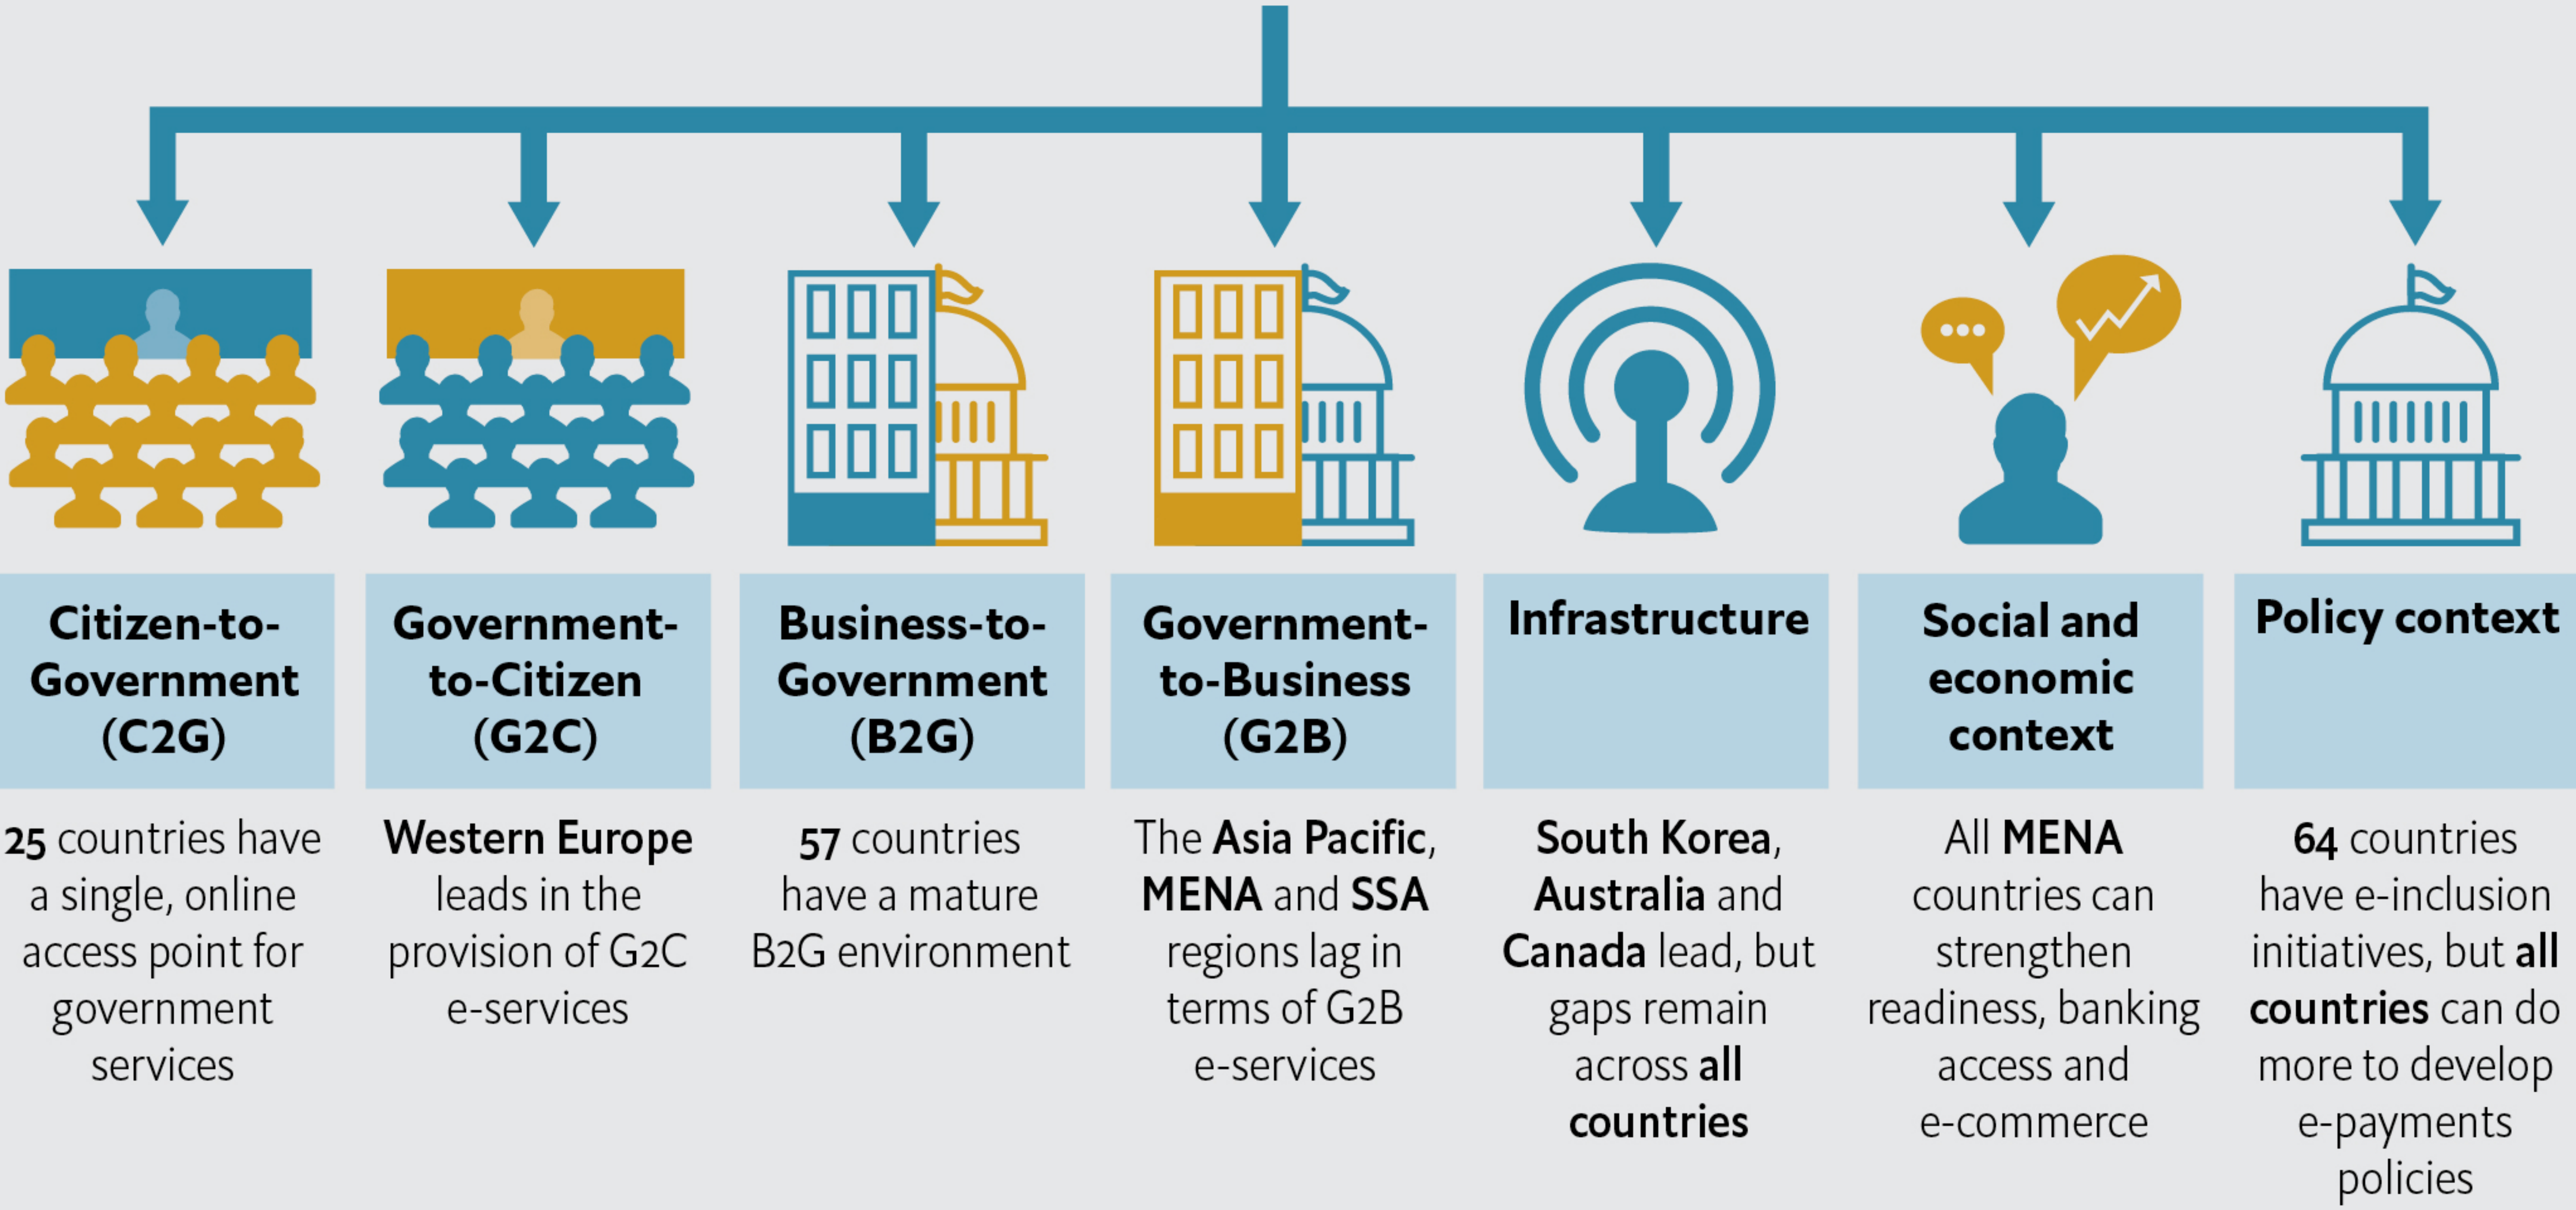 Citizen-to-
Government
(C2G)
25 countries have
a single, online
access point for
government
services
Government-
to-Citizen
(G2C)
Western Europe
leads in the
provision of G2C
e-services
Business-to-
Government
(B2G)
57 countries
have a mature
B2G environment
Government-
to-Business
(G2B)
The Asia Pacific,
MENA and SSA
regions lag in
terms of G2B
e-services
Infrastructure
South Korea,
Australia and
Canada lead, but
gaps remain
across all
countries
Social and
economic
context
All MENA
countries can
strengthen
readiness, banking
access and
e-commerce
Policy context
64 countries
have e-inclusion
initiatives, but all
countries can do
more to develop
e-payments
policies